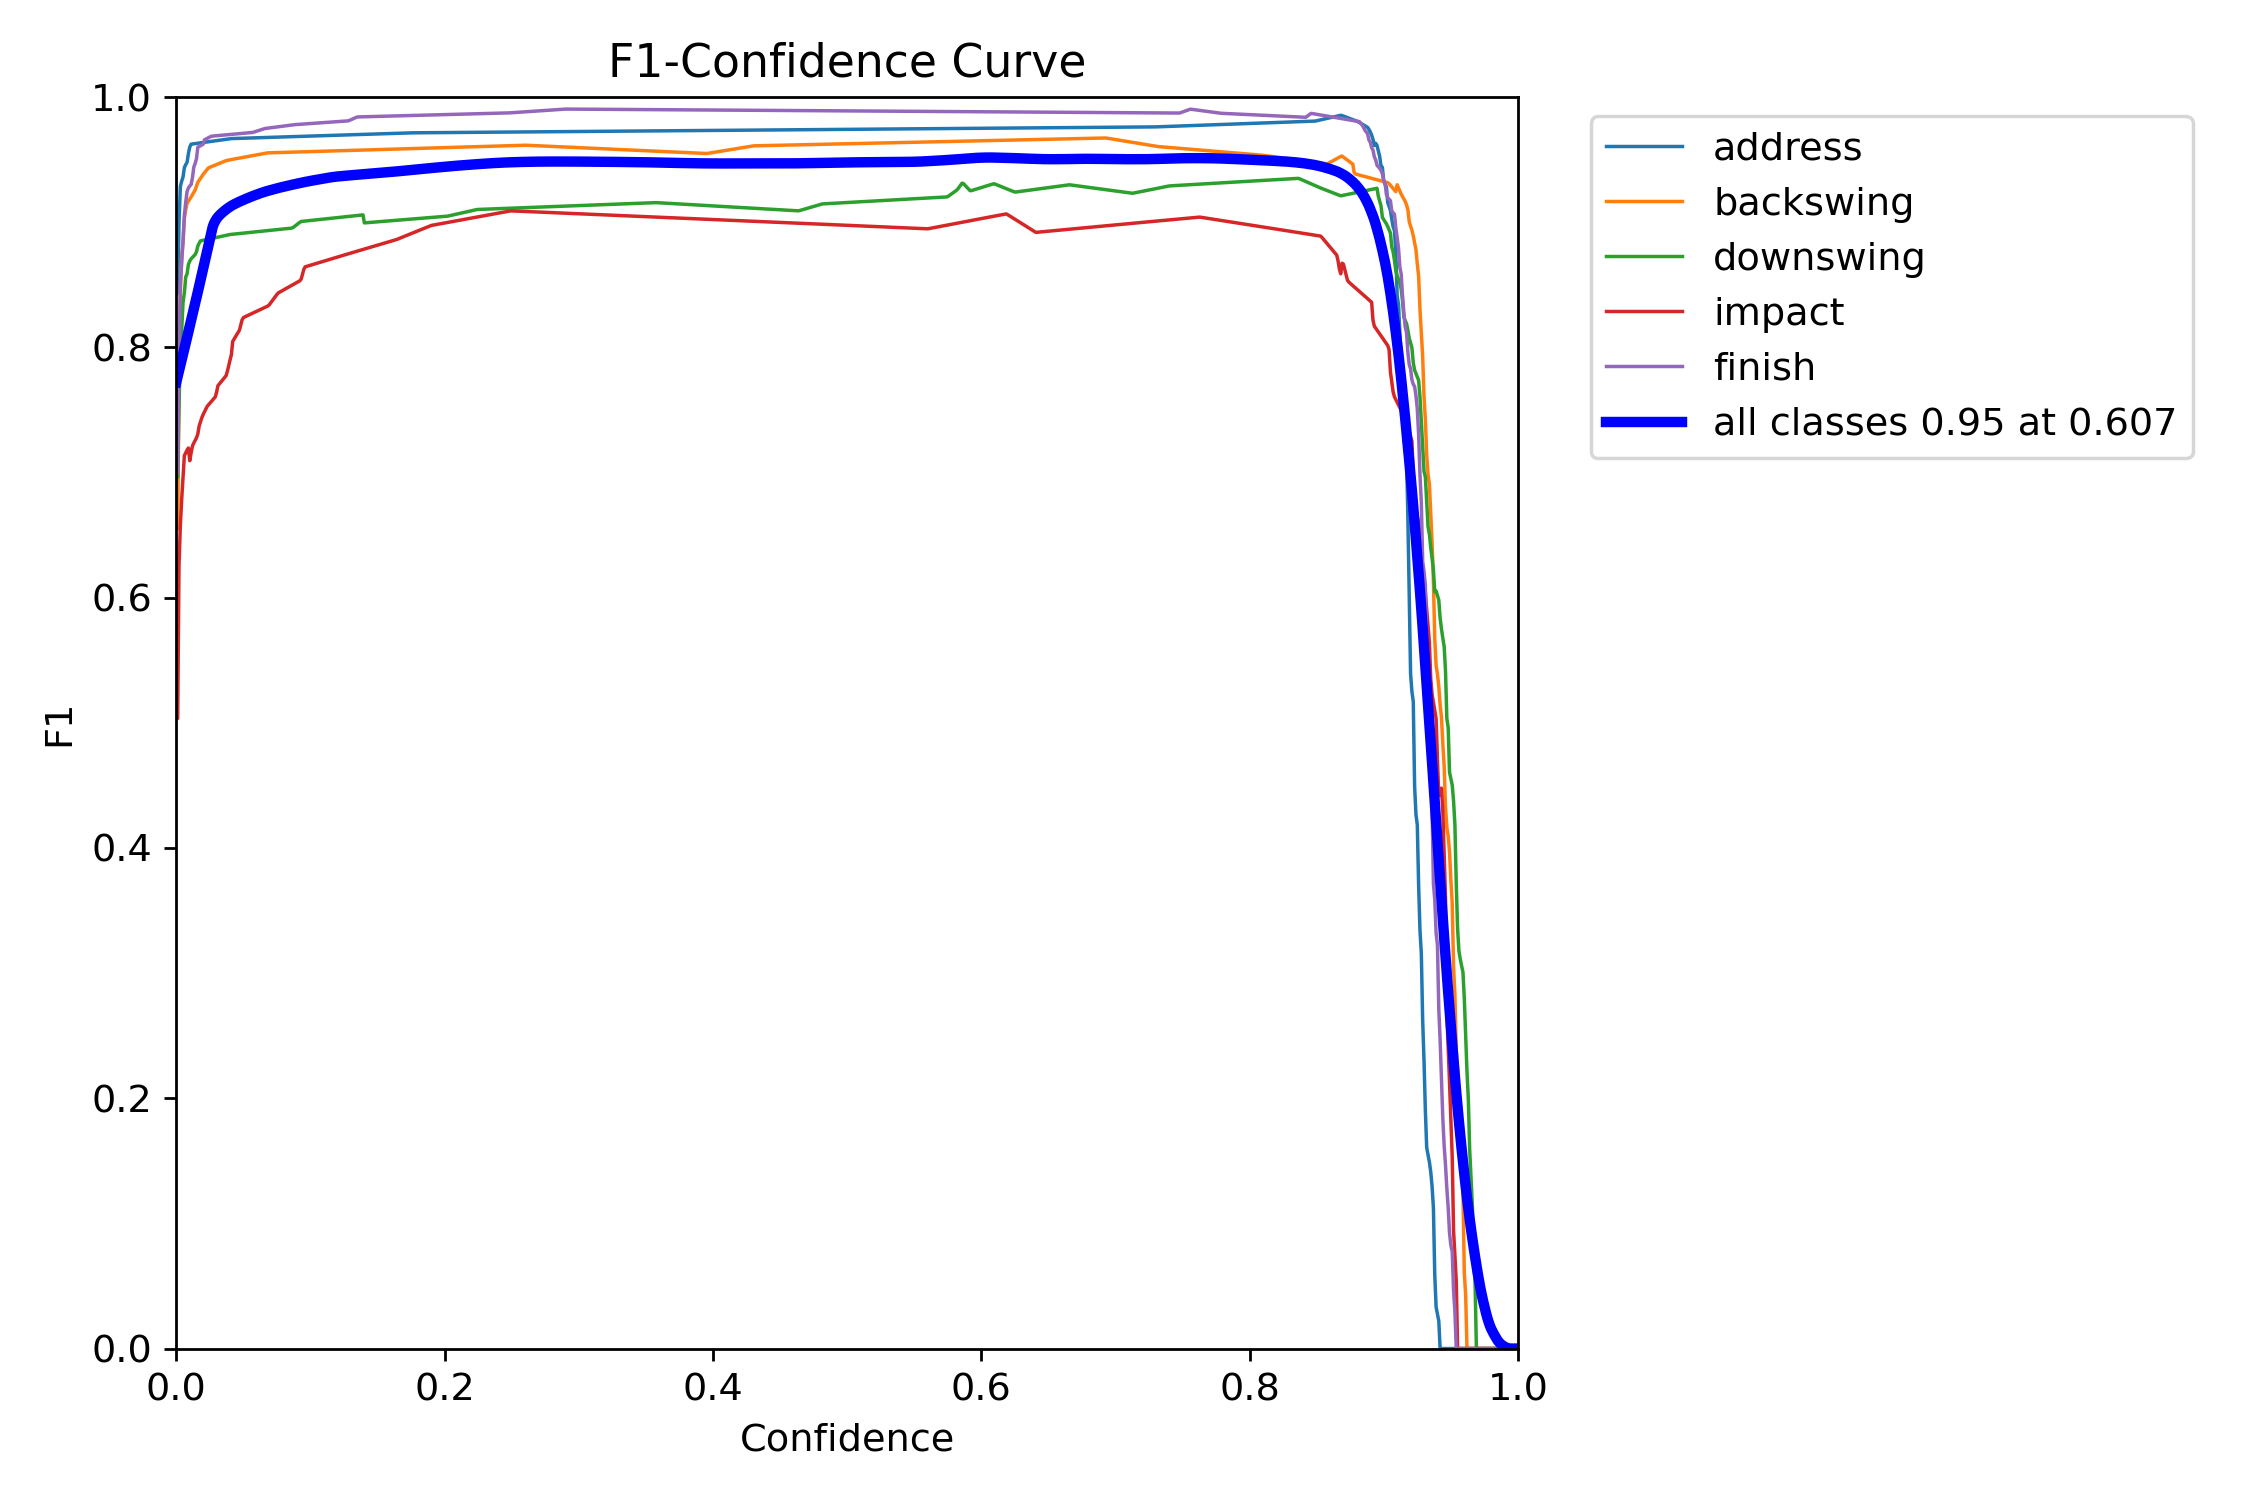 F1-Confidence Curve
1.0
0.8
0.6
0.4
0.2
0.0
F1
0.0 0.2 0.4 0.6 0.8 1.0
Confidence
address
backswing
downswing
impact
finish
all classes 0.95 at 0.607